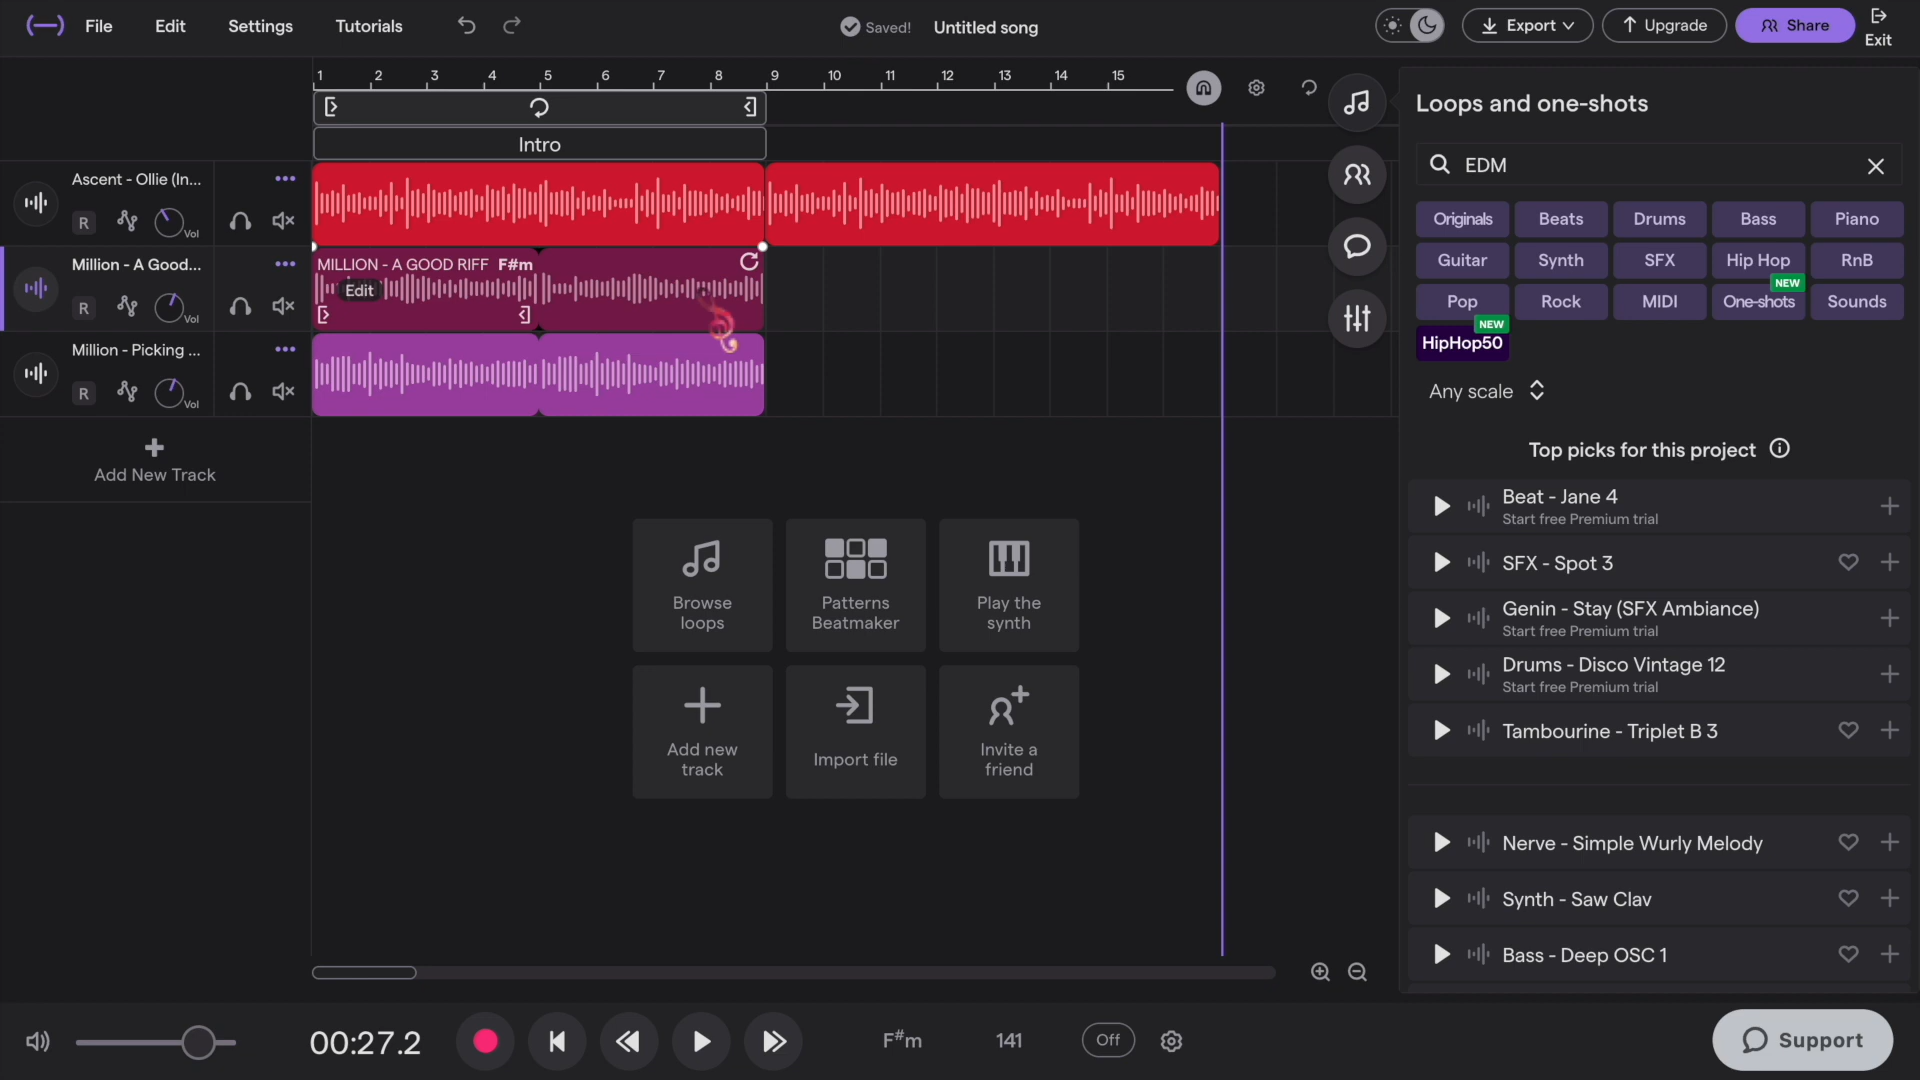 File
Edit
Settings
Tutorials
Saved!
Untitled song
Export
Upgrade
Share
Exit
1 2 3 4 5 6 7 8 9 10 11 12 13 14 15
Intro
Ascent - Ollie (In...
R
Vol
Million - A Good...
R
Vol
MILLION - A GOOD RIFF F#m
Edit
Million - Picking ...
R
Vol
Add New Track
Browse
loops
Patterns
Beatmaker
Play the
synth
Add new
track
Import file
Invite a
friend
Loops and one-shots
EDM
Originals
Beats
Drums
Bass
Piano
Guitar
Synth
SFX
Hip Hop
RnB
NEW
Pop
Rock
MIDI
One-shots
Sounds
NEW
HipHop50
Any scale
Top picks for this project
Beat - Jane 4
Start free Premium trial
SFX - Spot 3
Genin - Stay (SFX Ambiance)
Start free Premium trial
Drums - Disco Vintage 12
Start free Premium trial
Tambourine - Triplet B 3
Nerve - Simple Wurly Melody
Synth - Saw Clav
Bass - Deep OSC 1
00:27.2
F#m
141
Off
Support